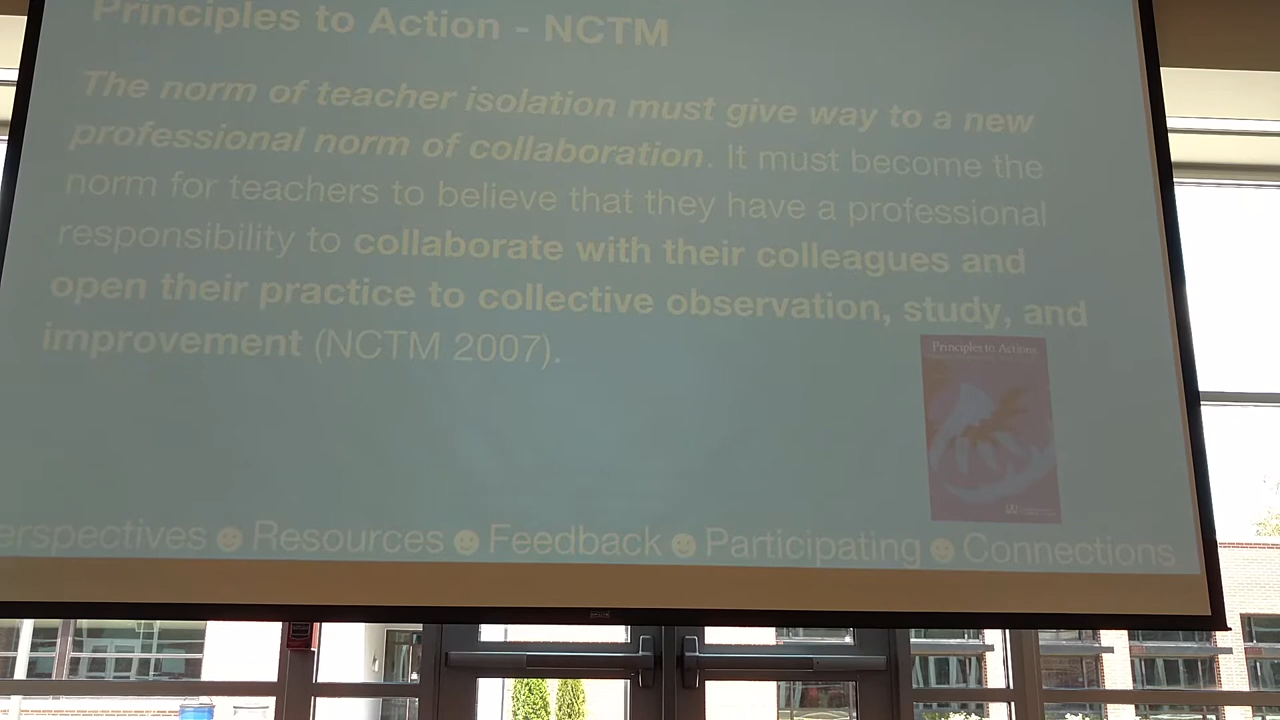 Principles to Action - NCTM
The norm of teacher isolation must give way to a new
professional norm of collaboration. It must become the
norm for teachers to believe that they have a professional
responsibility to collaborate with their colleagues and
open their practice to collective observation, study, and
improvement (NCTM 2007).
Principles to Actions
erspectives Resources Feedback Participating Connections